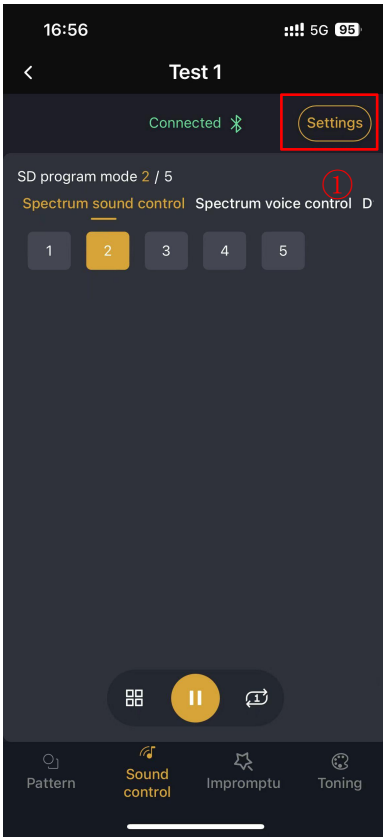 16:56 5G 95
Test 1
Connected Settings
①
SD program mode 2 / 5
Spectrum sound control Spectrum voice control D
1 2 3 4 5
1
Pattern Sound control Impromptu Toning